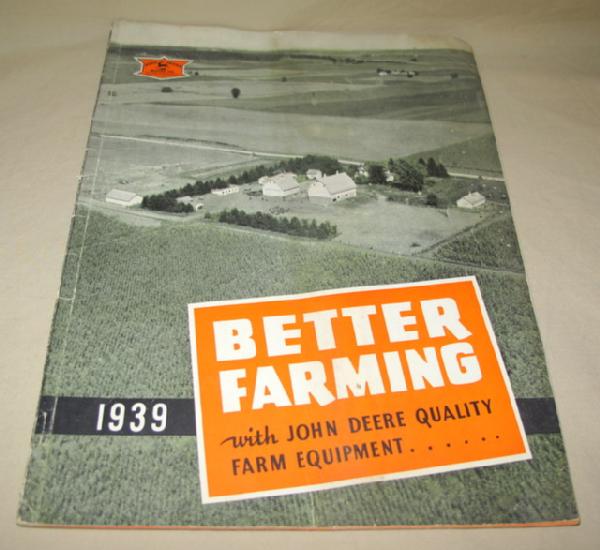 BETTER
FARMING
1939
with JOHN DEERE QUALITY
FARM EQUIPMENT......